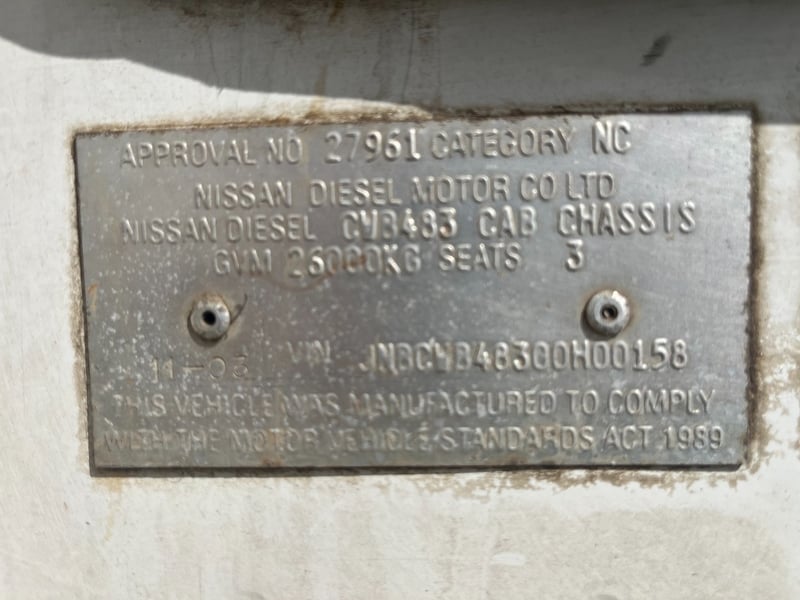 APPROVAL NO 27961 CATEGORY NC
NISSAN DIESEL MOTOR CO LTD
NISSAN DIESEL CWB483 CAB CHASSIS
GVM 26000KG SEATS 3
11-03 VIN JNBCWB48300H00158
THIS VEHICLE WAS MANUFACTURED TO COMPLY
WITH THE MOTOR VEHICLE STANDARDS ACT 1989